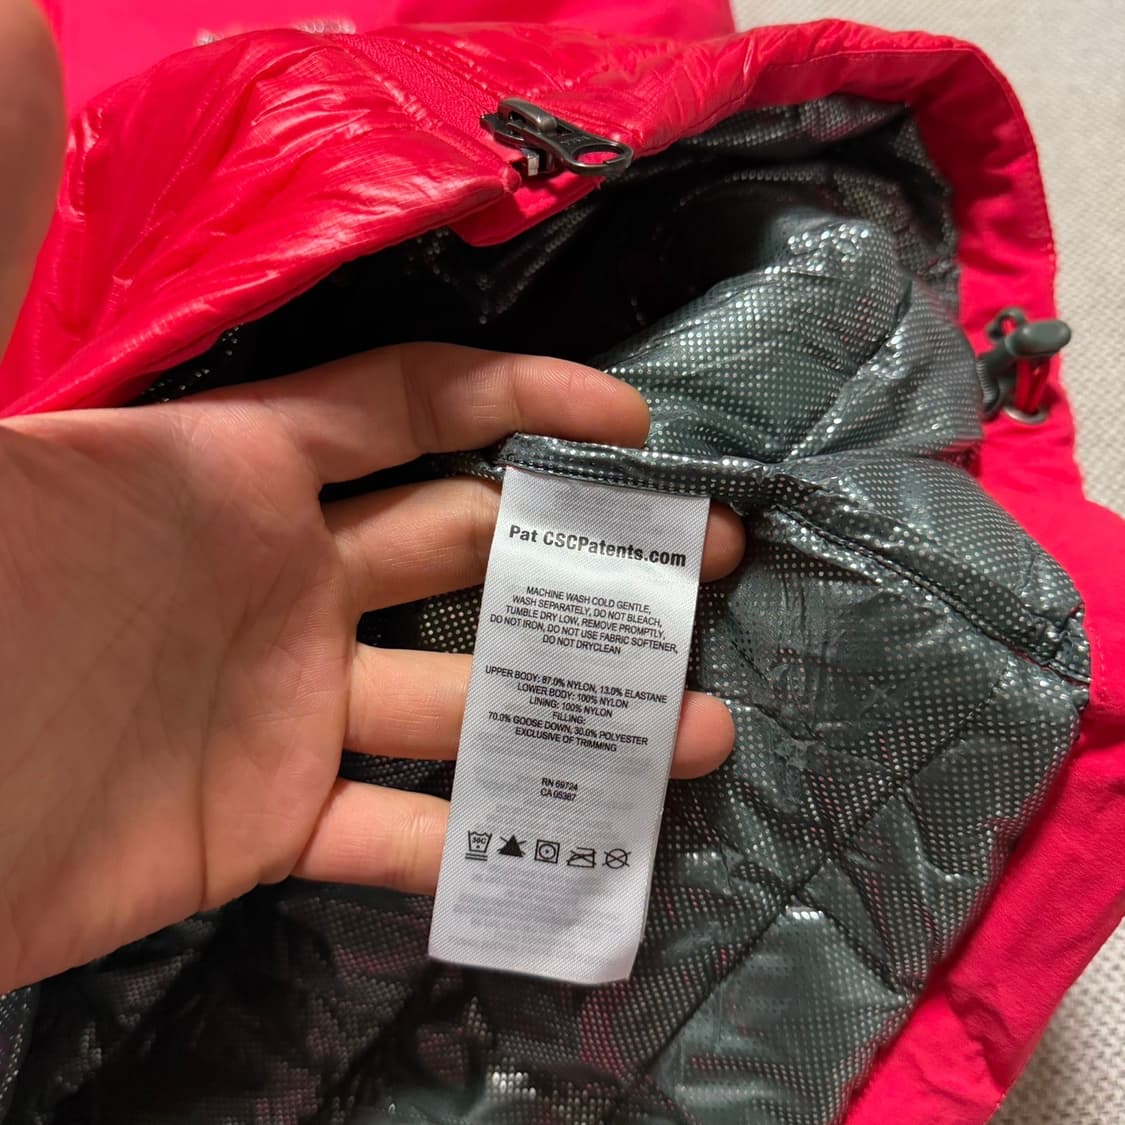 Pat CSCPatents.com
MACHINE WASH COLD GENTLE,
WASH SEPARATELY, DO NOT BLEACH,
TUMBLE DRY LOW, REMOVE PROMPTLY,
DO NOT IRON, DO NOT USE FABRIC SOFTENER,
DO NOT DRYCLEAN
UPPER BODY: 87.0% NYLON, 13.0% ELASTANE
LOWER BODY: 100% NYLON
LINING: 100% NYLON
FILLING:
70.0% GOOSE DOWN, 30.0% POLYESTER
EXCLUSIVE OF TRIMMING
RN 69724
CA 05367
30C